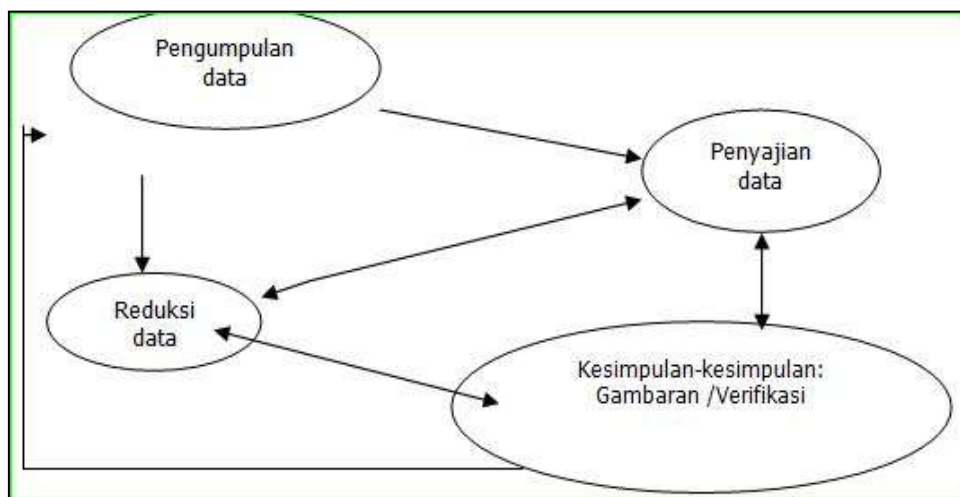 Pengumpulan
data
Penyajian
data
Reduksi
data
Kesimpulan-kesimpulan:
Gambaran /Verifikasi